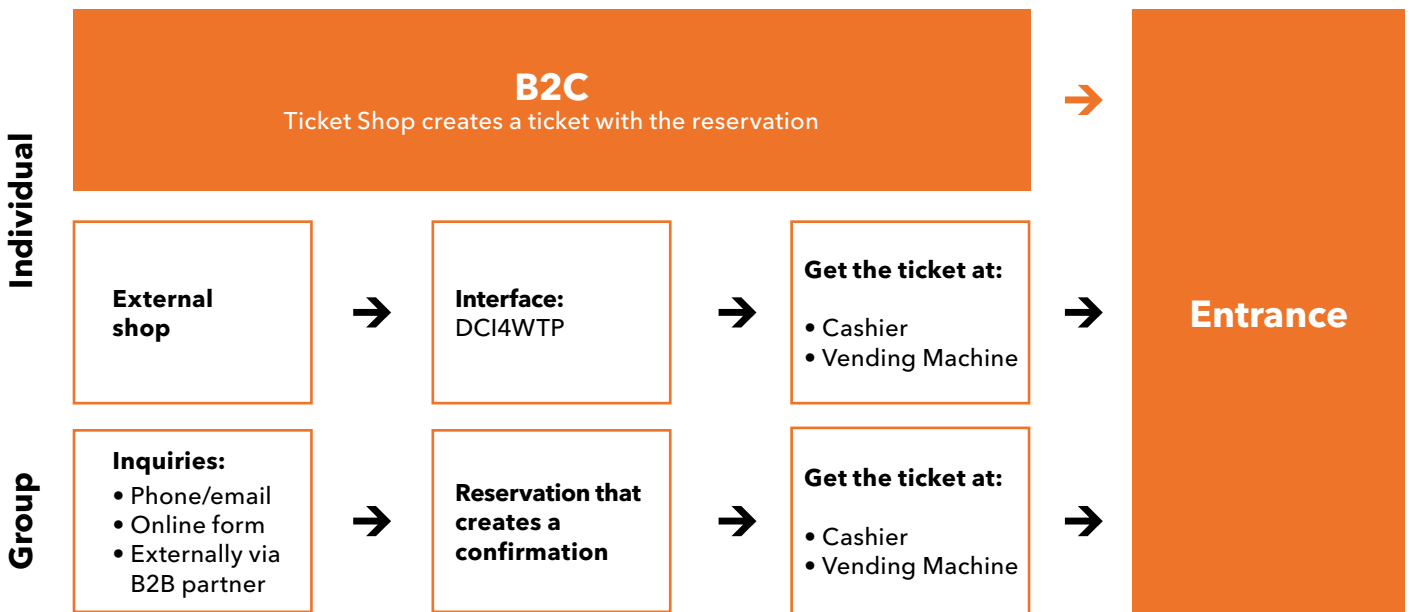 Individual
B2C
Ticket Shop creates a ticket with the reservation
External
shop
Interface:
DCI4WTP
Get the ticket at:
• Cashier
• Vending Machine
Entrance
Group
Inquiries:
• Phone/email
• Online form
• Externally via
B2B partner
Reservation that
creates a
confirmation
Get the ticket at:
• Cashier
• Vending Machine